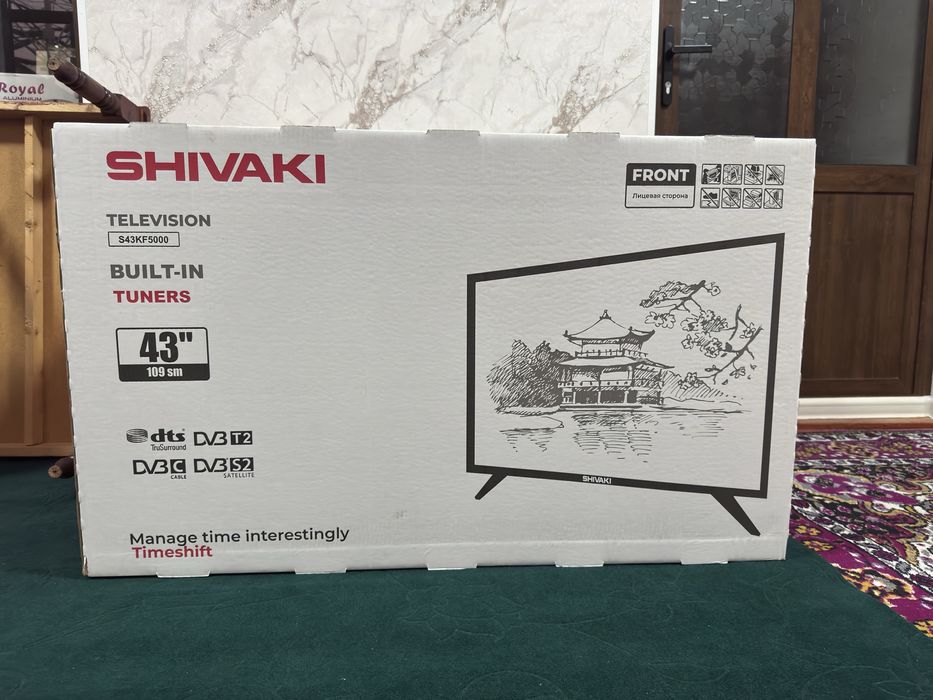 Royal
ALUMINIUM
SHIVAKI
FRONT
Лицевая сторона
TELEVISION
S43KF5000
BUILT-IN
TUNERS
43"
109 sm
dts
TruSurround
DVB T2
DVB C
CABLE
DVB S2
SATELLITE
SHIVAKI
Manage time interestingly
Timeshift